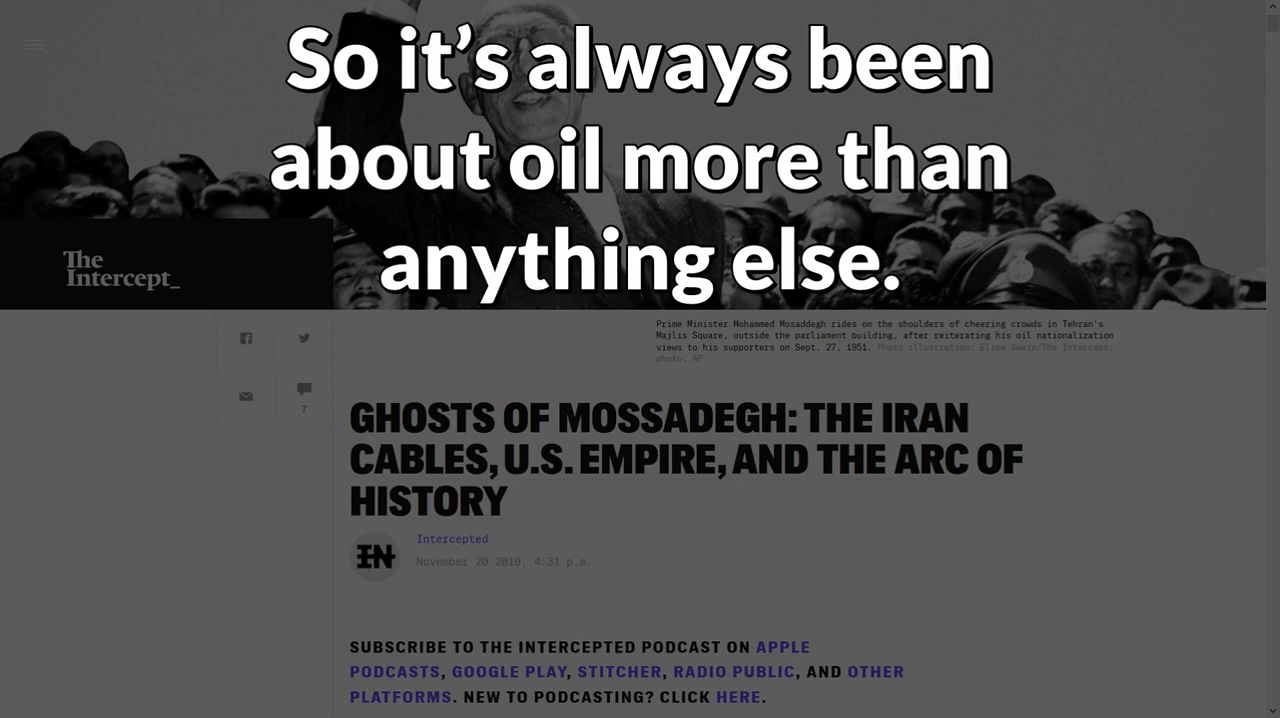 So it’s always been
about oil more than
anything else.
The
Intercept_
Prime Minister Mohammed Mosaddegh rides on the shoulders of cheering crowds in Tehran's
Majlis Square, outside the parliament building, after reiterating his oil nationalization
views to his supporters on Sept. 27, 1951. Photo illustration: Elise Swain/The Intercept;
photo: AP
7
GHOSTS OF MOSSADEGH: THE IRAN
CABLES, U.S. EMPIRE, AND THE ARC OF
HISTORY
IN
Intercepted
November 20 2019, 4:31 p.m.
SUBSCRIBE TO THE INTERCEPTED PODCAST ON APPLE
PODCASTS, GOOGLE PLAY, STITCHER, RADIO PUBLIC, AND OTHER
PLATFORMS. NEW TO PODCASTING? CLICK HERE.